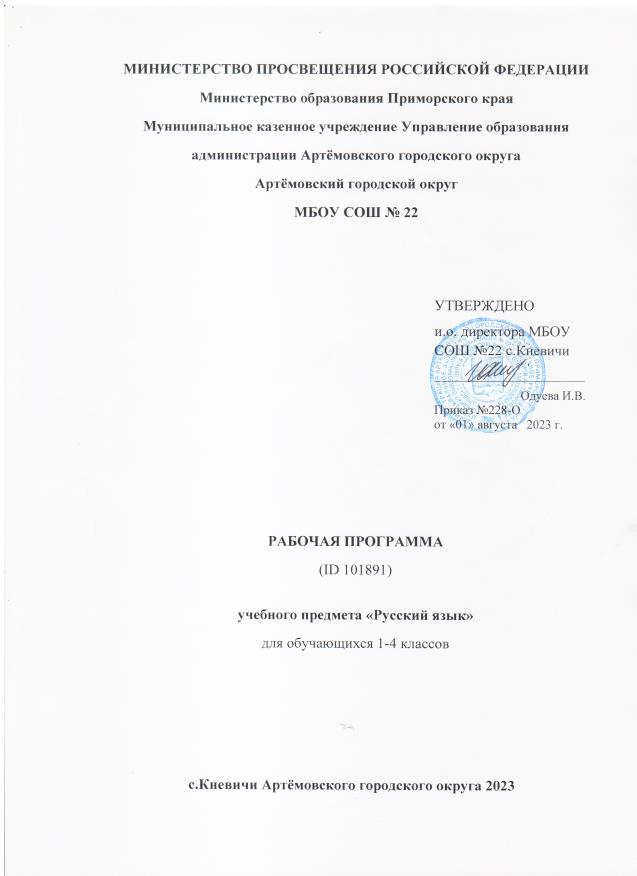 МИНИСТЕРСТВО ПРОСВЕЩЕНИЯ РОССИЙСКОЙ ФЕДЕРАЦИИ
Министерство образования Приморского края
Муниципальное казенное учреждение Управление образования
администрации Артёмовского городского округа
Артёмовский городской округ
МБОУ СОШ № 22
УТВЕРЖДЕНО
и.о. директора МБОУ
СОШ №22 с.Кневичи
Одуева И.В.
Приказ №228-О
от «01» августа 2023 г.
РАБОЧАЯ ПРОГРАММА
(ID 101891)
учебного предмета «Русский язык»
для обучающихся 1-4 классов
с.Кневичи Артёмовского городского округа 2023